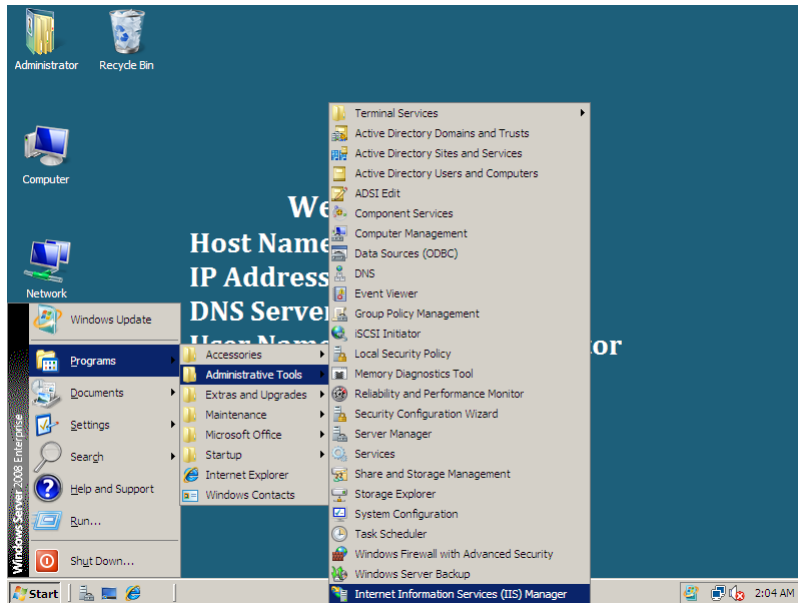 Administrator
Recycle Bin
Computer
Network
We
Host Name
IP Address
DNS Server
User Name
tor
Windows Update
Programs
Documents
Settings
Search
Help and Support
Run...
Shut Down...
Windows Server 2008 Enterprise
Accessories
Administrative Tools
Extras and Upgrades
Maintenance
Microsoft Office
Startup
Internet Explorer
Windows Contacts
Terminal Services
Active Directory Domains and Trusts
Active Directory Sites and Services
Active Directory Users and Computers
ADSI Edit
Component Services
Computer Management
Data Sources (ODBC)
DNS
Event Viewer
Group Policy Management
iSCSI Initiator
Local Security Policy
Memory Diagnostics Tool
Reliability and Performance Monitor
Security Configuration Wizard
Server Manager
Services
Share and Storage Management
Storage Explorer
System Configuration
Task Scheduler
Windows Firewall with Advanced Security
Windows Server Backup
Internet Information Services (IIS) Manager
Start
2:04 AM